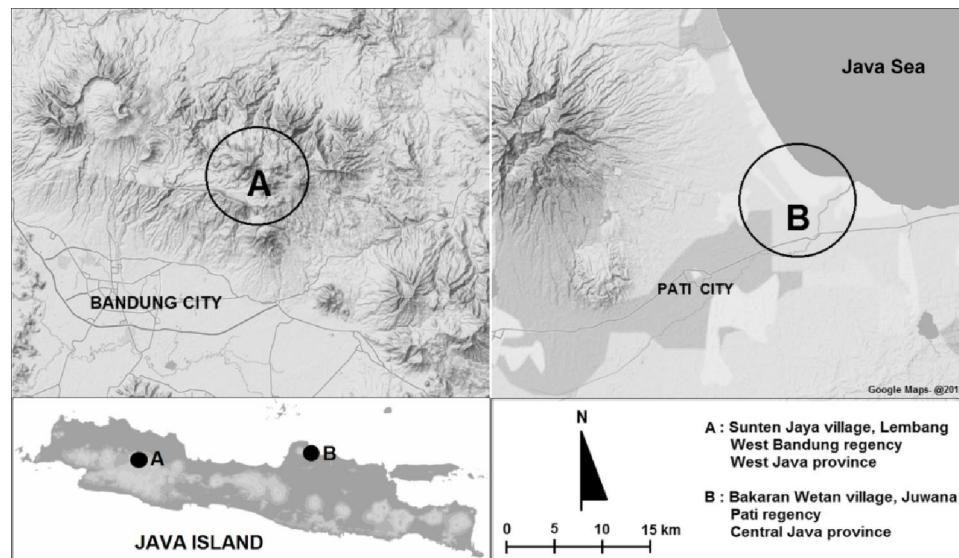 Java Sea
A
B
BANDUNG CITY
PATI CITY
Google Maps- @201
A
B
JAVA ISLAND
N
0 5 10 15 km
A : Sunten Jaya village, Lembang
West Bandung regency
West Java province
B : Bakaran Wetan village, Juwana
Pati regency
Central Java province